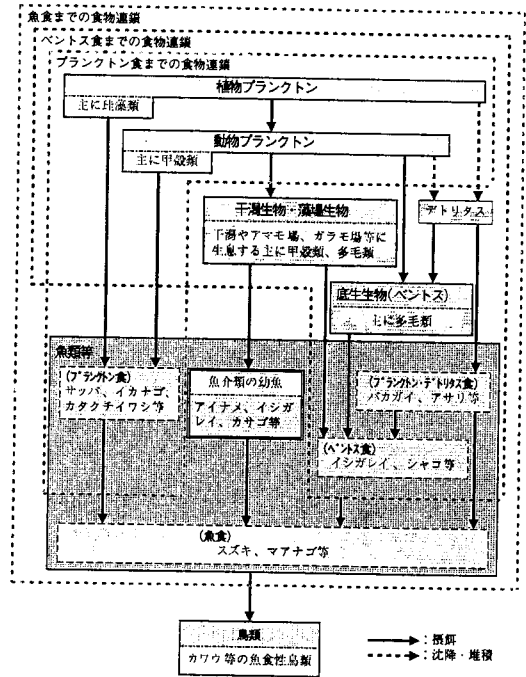 魚食までの食物連鎖
ベントス食までの食物連鎖
プランクトン食までの食物連鎖
植物プランクトン
主に珪藻類
動物プランクトン
主に甲殻類
干潟生物・藻場生物
干潟やアマモ場、ガラモ場等に
生息する主に甲殻類、多毛類
デトリタス
底生生物(ベントス)
主に多毛類
魚類等
(プランクトン食)
サッパ、イカナゴ、
カタクチイワシ等
魚介類の幼魚
アイナメ、イシガ
レイ、カサゴ等
(プランクトン・デトリタス食)
バカガイ、アサリ等
(ベントス食)
イシガレイ、シャコ等
(魚食)
スズキ、マアナゴ等
鳥類
カワウ等の魚食性鳥類
:摂餌
:沈降・堆積